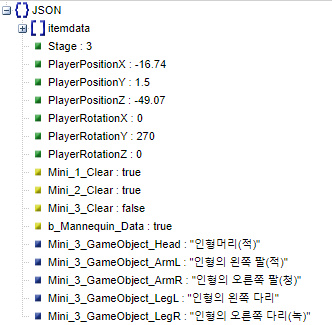 JSON
itemdata
Stage : 3
PlayerPositionX : -16.74
PlayerPositionY : 1.5
PlayerPositionZ : -49.07
PlayerRotationX : 0
PlayerRotationY : 270
PlayerRotationZ : 0
Mini_1_Clear : true
Mini_2_Clear : true
Mini_3_Clear : false
b_Mannequin_Data : true
Mini_3_GameObject_Head : "인형머리(적)"
Mini_3_GameObject_ArmL : "인형의 왼쪽 팔(적)"
Mini_3_GameObject_ArmR : "인형의 오른쪽 팔(청)"
Mini_3_GameObject_LegL : "인형의 왼쪽 다리"
Mini_3_GameObject_LegR : "인형의 오른쪽 다리(녹)"